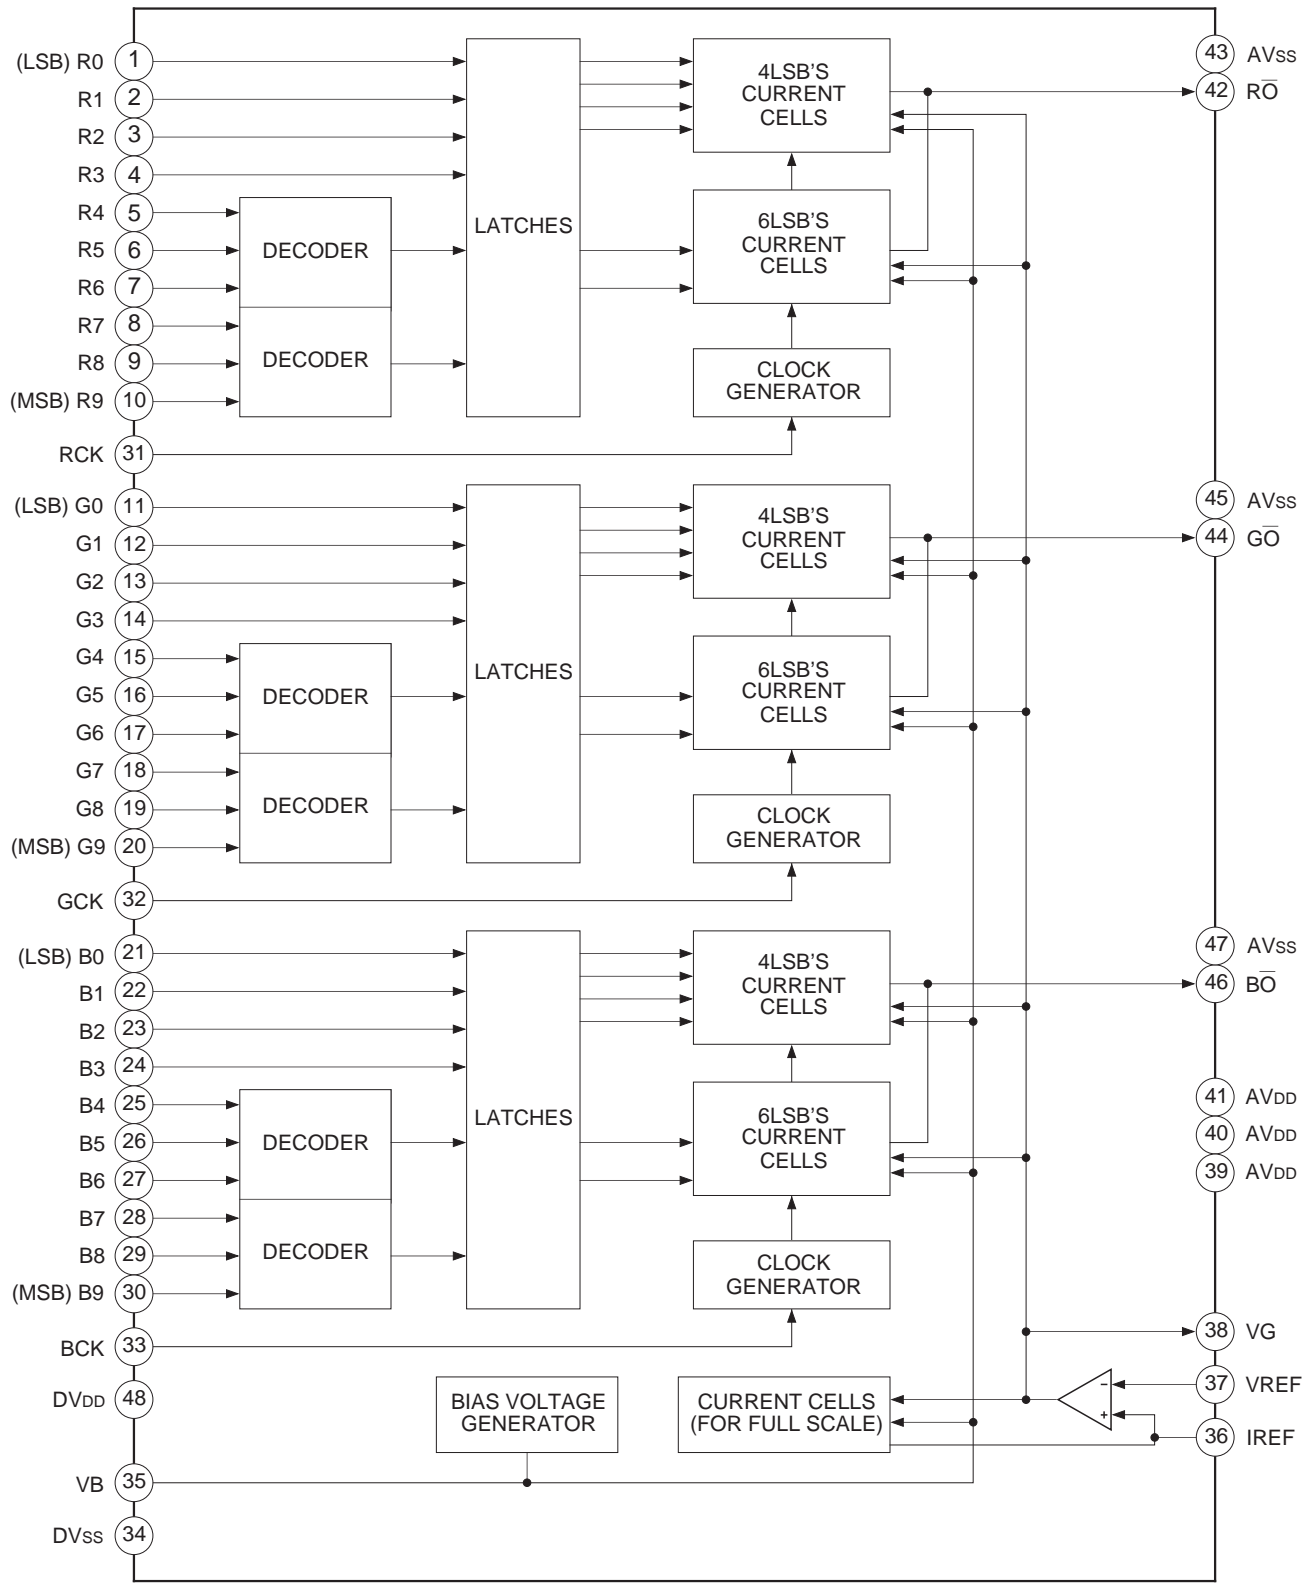 (LSB) R0 1
R1 2
R2 3
R3 4
R4 5
R5 6
R6 7
R7 8
R8 9
(MSB) R9 10
RCK 31
DECODER
DECODER
LATCHES
4LSB'S
CURRENT
CELLS
6LSB'S
CURRENT
CELLS
CLOCK
GENERATOR
43 AVSS
42 RO̅
(LSB) G0 11
G1 12
G2 13
G3 14
G4 15
G5 16
G6 17
G7 18
G8 19
(MSB) G9 20
GCK 32
DECODER
DECODER
LATCHES
4LSB'S
CURRENT
CELLS
6LSB'S
CURRENT
CELLS
CLOCK
GENERATOR
45 AVSS
44 GO̅
(LSB) B0 21
B1 22
B2 23
B3 24
B4 25
B5 26
B6 27
B7 28
B8 29
(MSB) B9 30
BCK 33
DECODER
DECODER
LATCHES
4LSB'S
CURRENT
CELLS
6LSB'S
CURRENT
CELLS
CLOCK
GENERATOR
47 AVSS
46 BO̅
41 AVDD
40 AVDD
39 AVDD
38 VG
37 VREF
36 IREF
DVDD 48
VB 35
DVSS 34
BIAS VOLTAGE
GENERATOR
CURRENT CELLS
(FOR FULL SCALE)
−
+